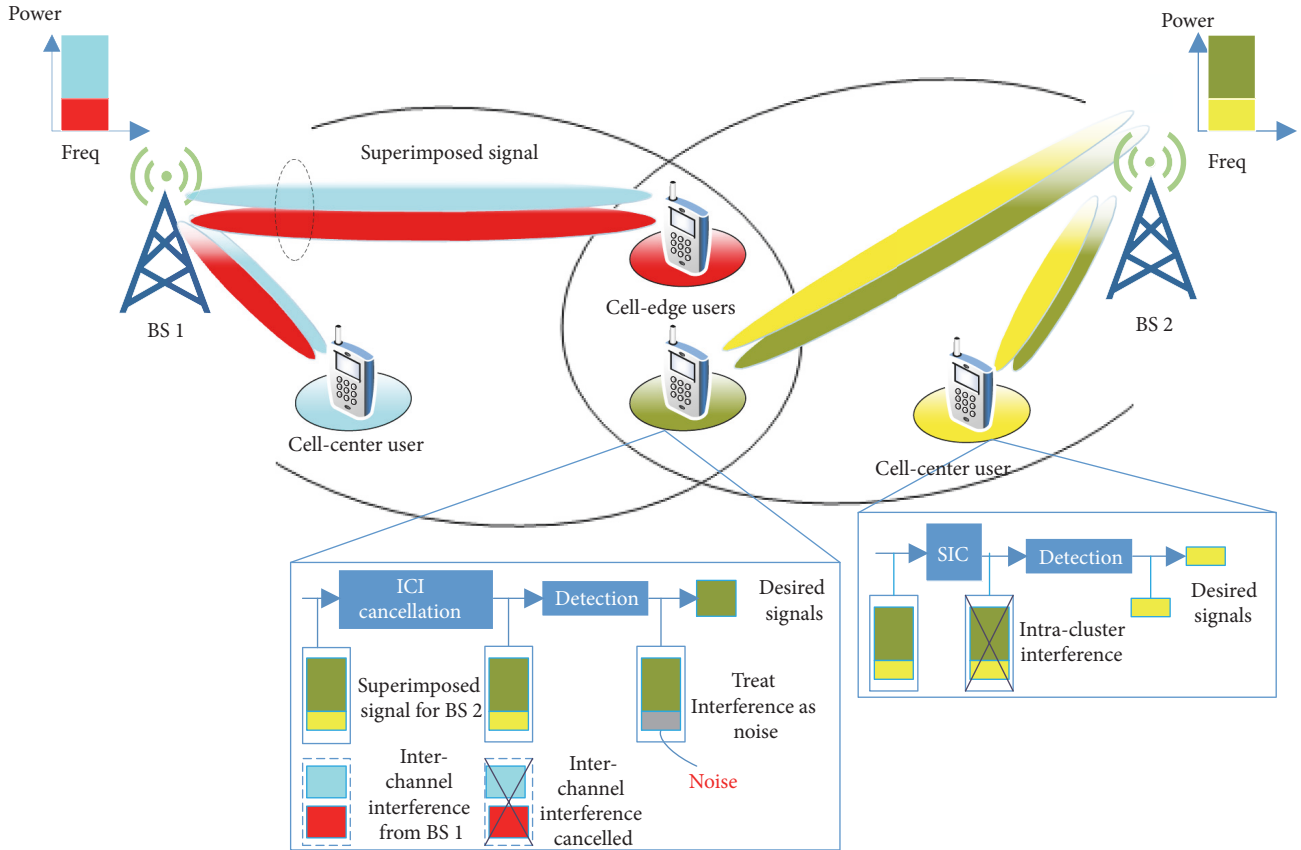 Power
Freq
BS 1
Superimposed signal
Power
Freq
BS 2
Cell-edge users
Cell-center user
Cell-center user
ICI
cancellation
Detection
Desired
signals
Superimposed
signal for BS 2
Treat
Interference as
noise
Noise
Inter-
channel
interference
from BS 1
Inter-
channel
interference
cancelled
SIC
Detection
Desired
signals
Intra-cluster
interference